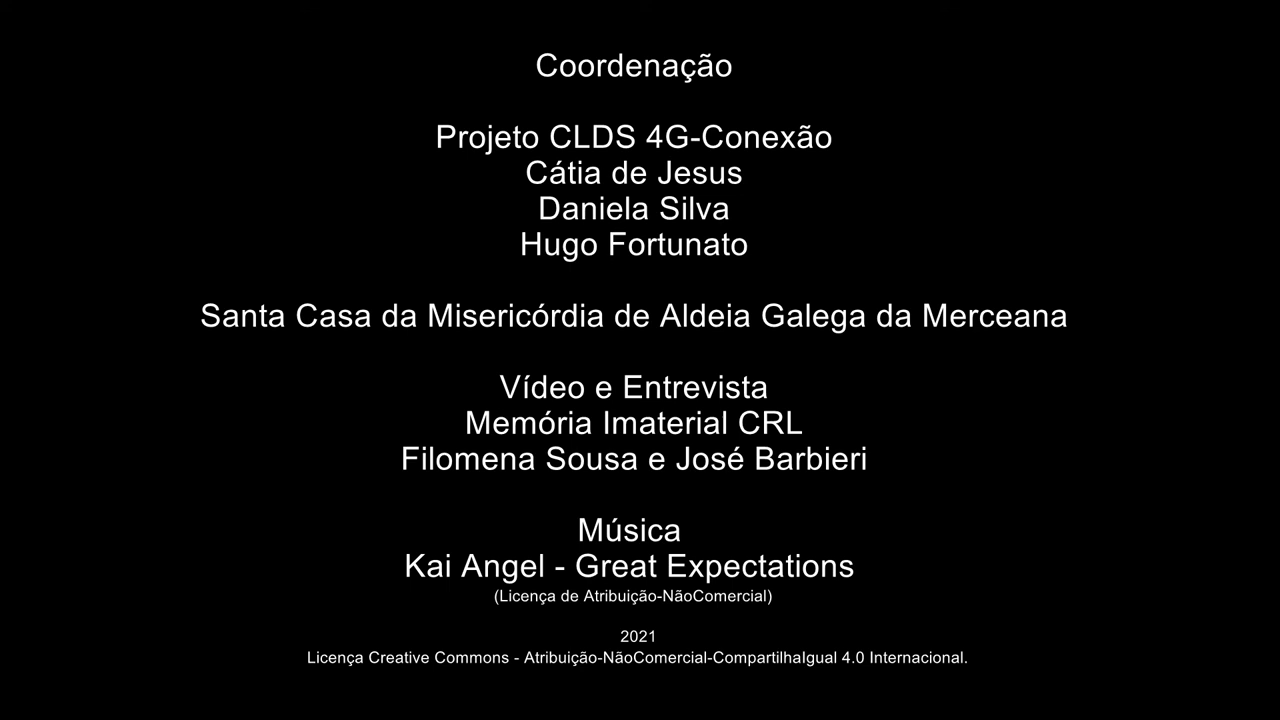 Coordenação
Projeto CLDS 4G-Conexão
Cátia de Jesus
Daniela Silva
Hugo Fortunato
Santa Casa da Misericórdia de Aldeia Galega da Merceana
Vídeo e Entrevista
Memória Imaterial CRL
Filomena Sousa e José Barbieri
Música
Kai Angel - Great Expectations
(Licença de Atribuição-NãoComercial)
2021
Licença Creative Commons - Atribuição-NãoComercial-CompartilhaIgual 4.0 Internacional.